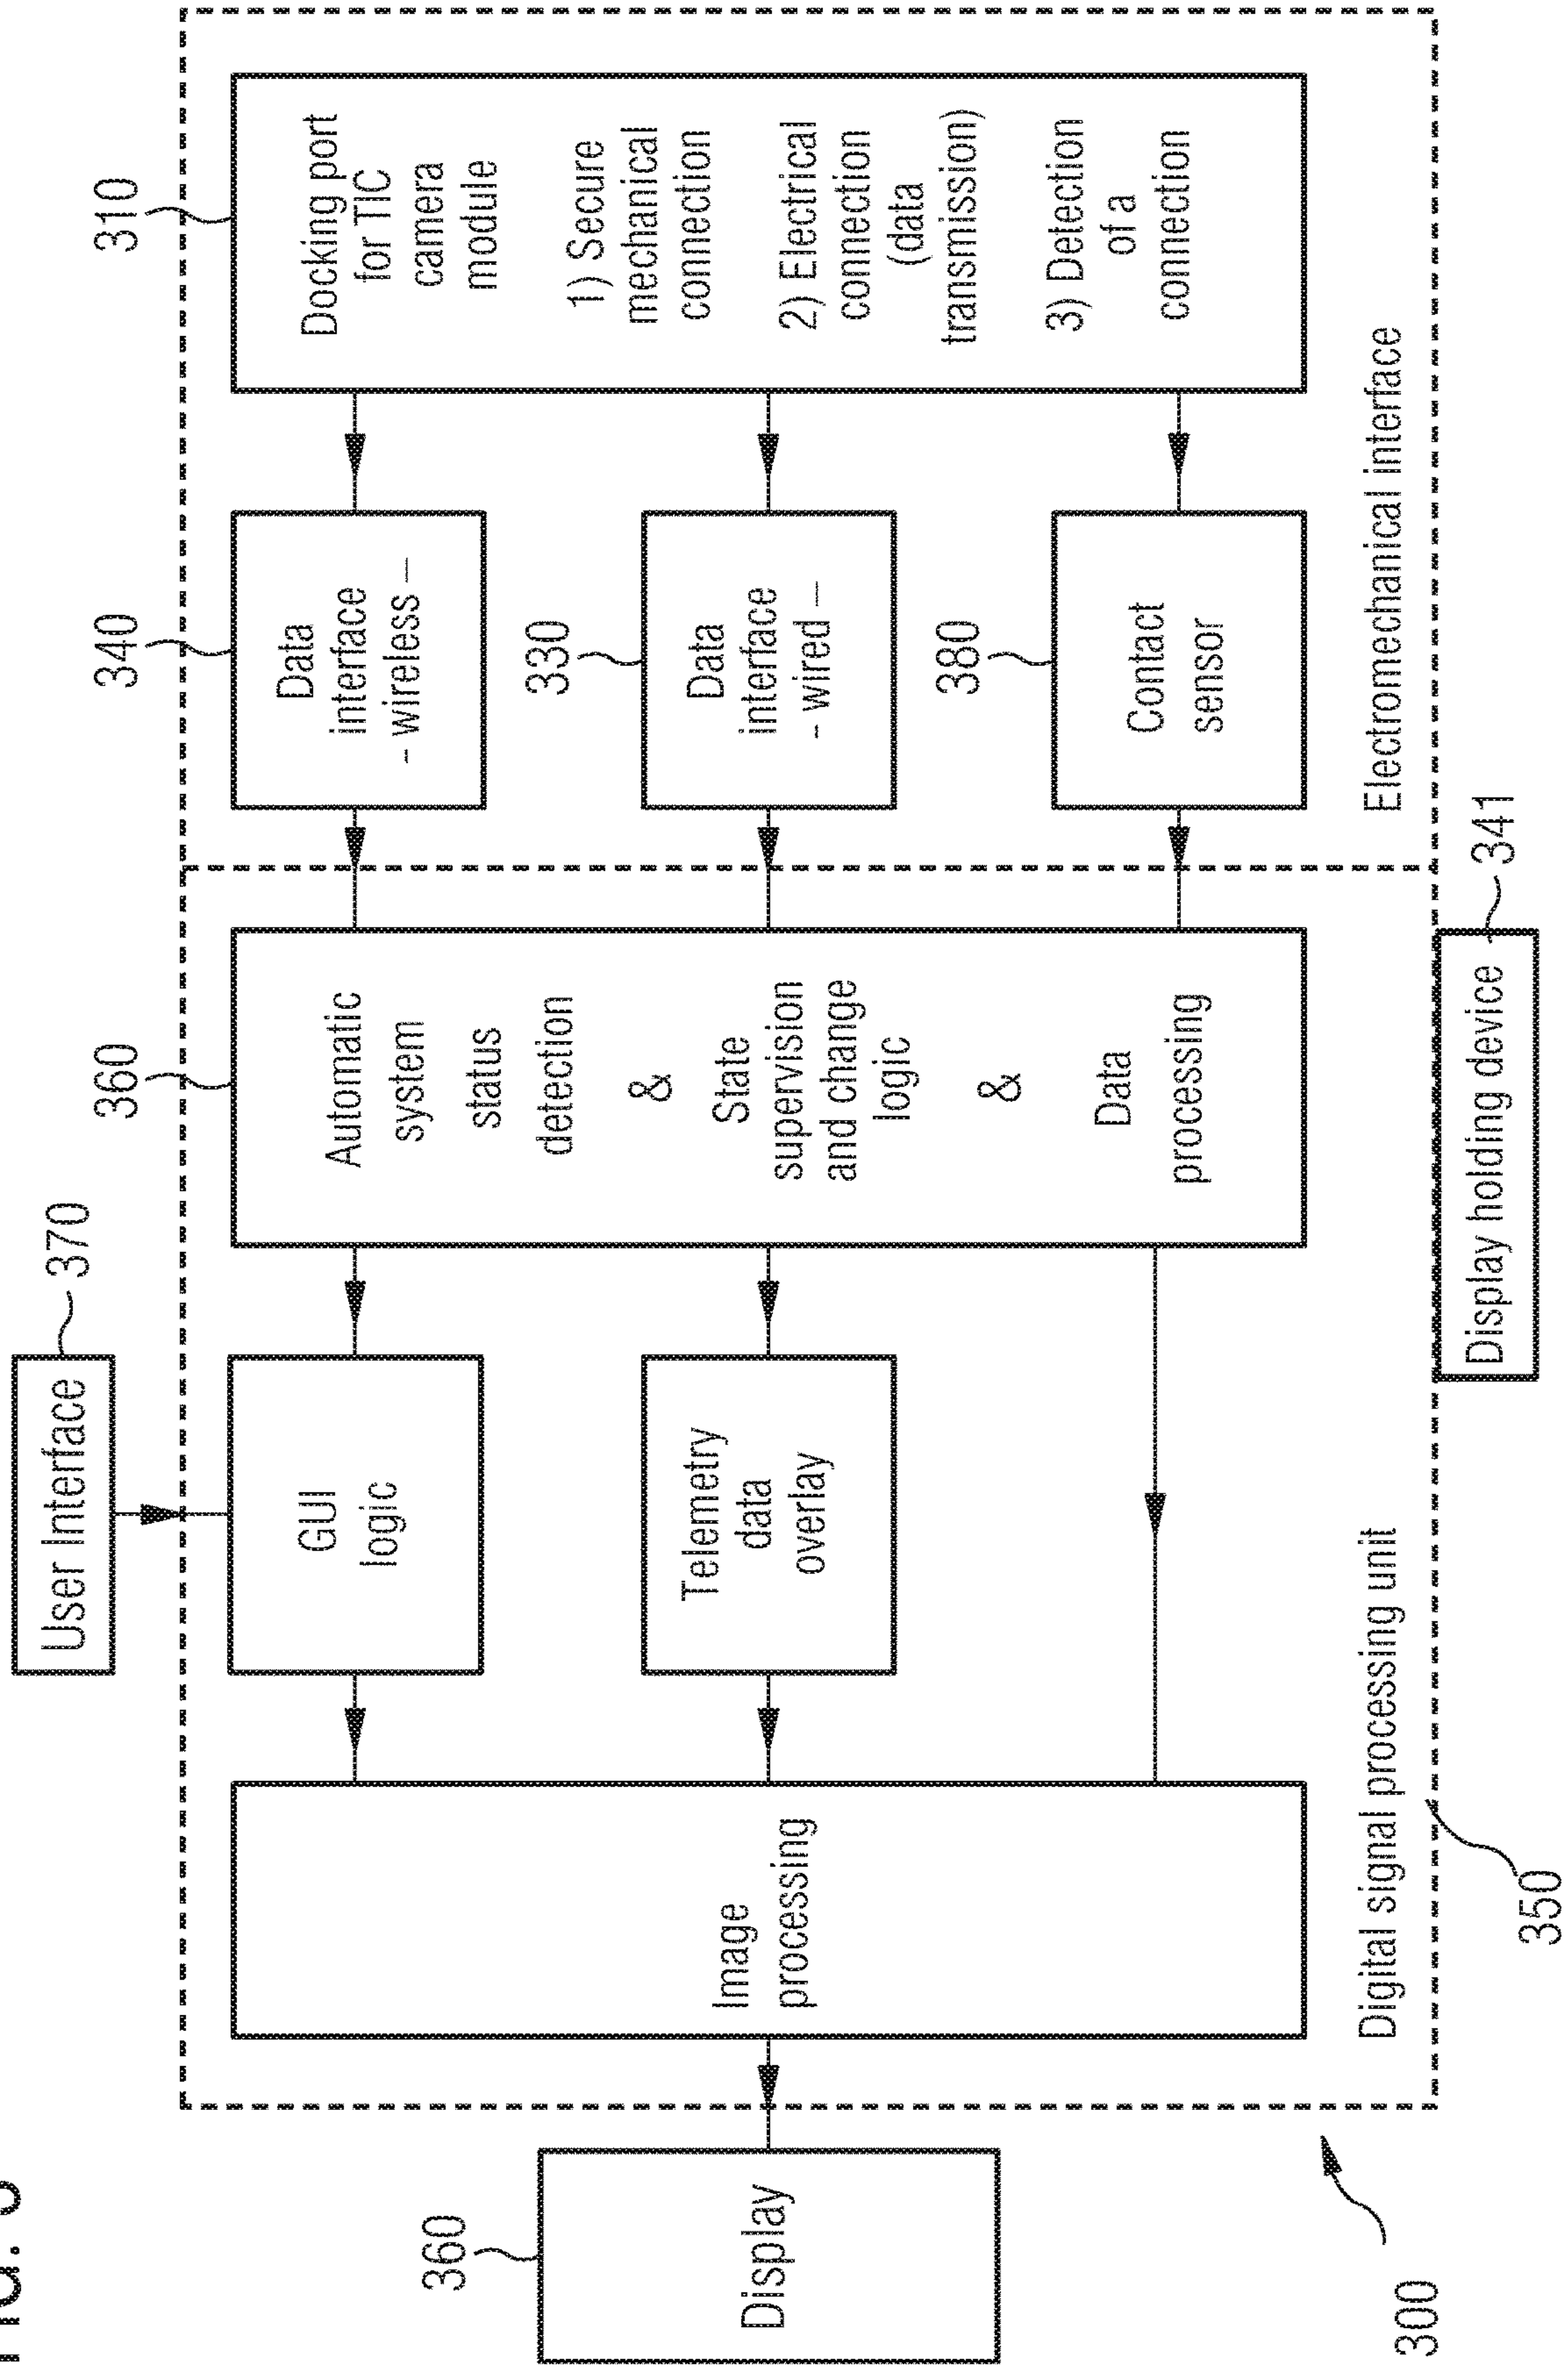 310
Docking port
for TIC
camera
module
1) Secure
mechanical
connection
2) Electrical
connection
(data
transmission)
3) Detection
of a
connection
340
Data
interface
- wireless -
330
Data
interface
- wired -
380
Contact
sensor
Electromechanical interface
360
Automatic
system
status
detection
&
State
supervision
and change
logic
&
Data
processing
Display holding device
341
User Interface
370
GUI
logic
Telemetry
data
overlay
Image
processing
Digital signal processing unit
350
360
Display
300